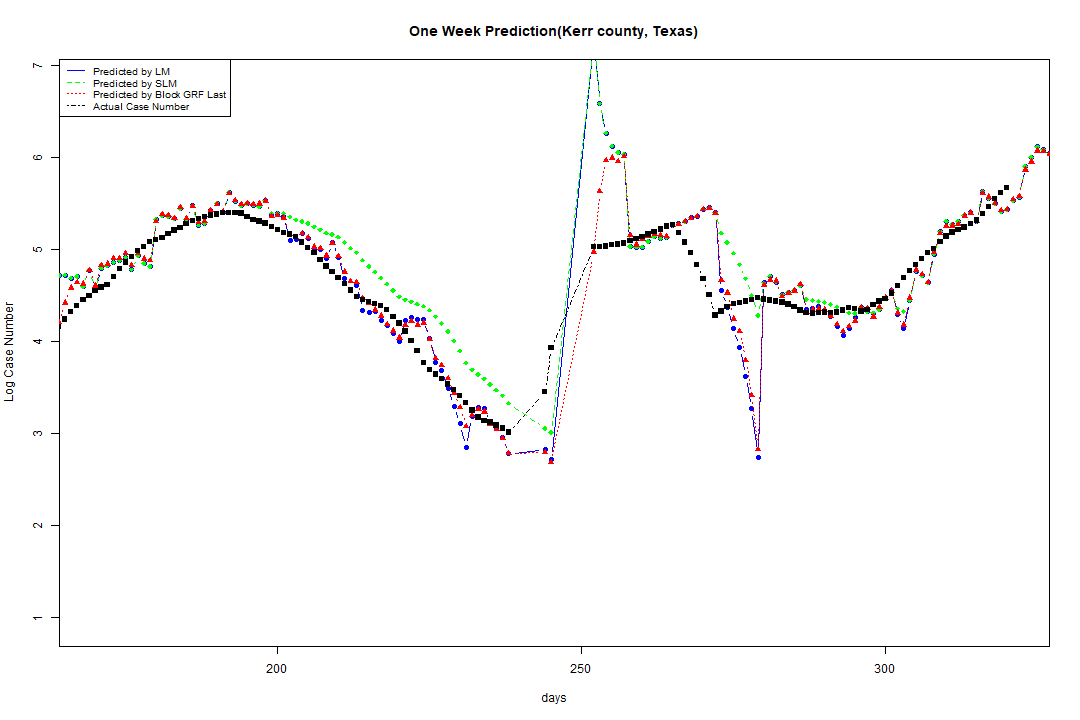 One Week Prediction(Kerr county, Texas)
Predicted by LM
Predicted by SLM
Predicted by Block GRF Last
Actual Case Number
7
6
5
4
3
2
1
Log Case Number
200
250
300
days